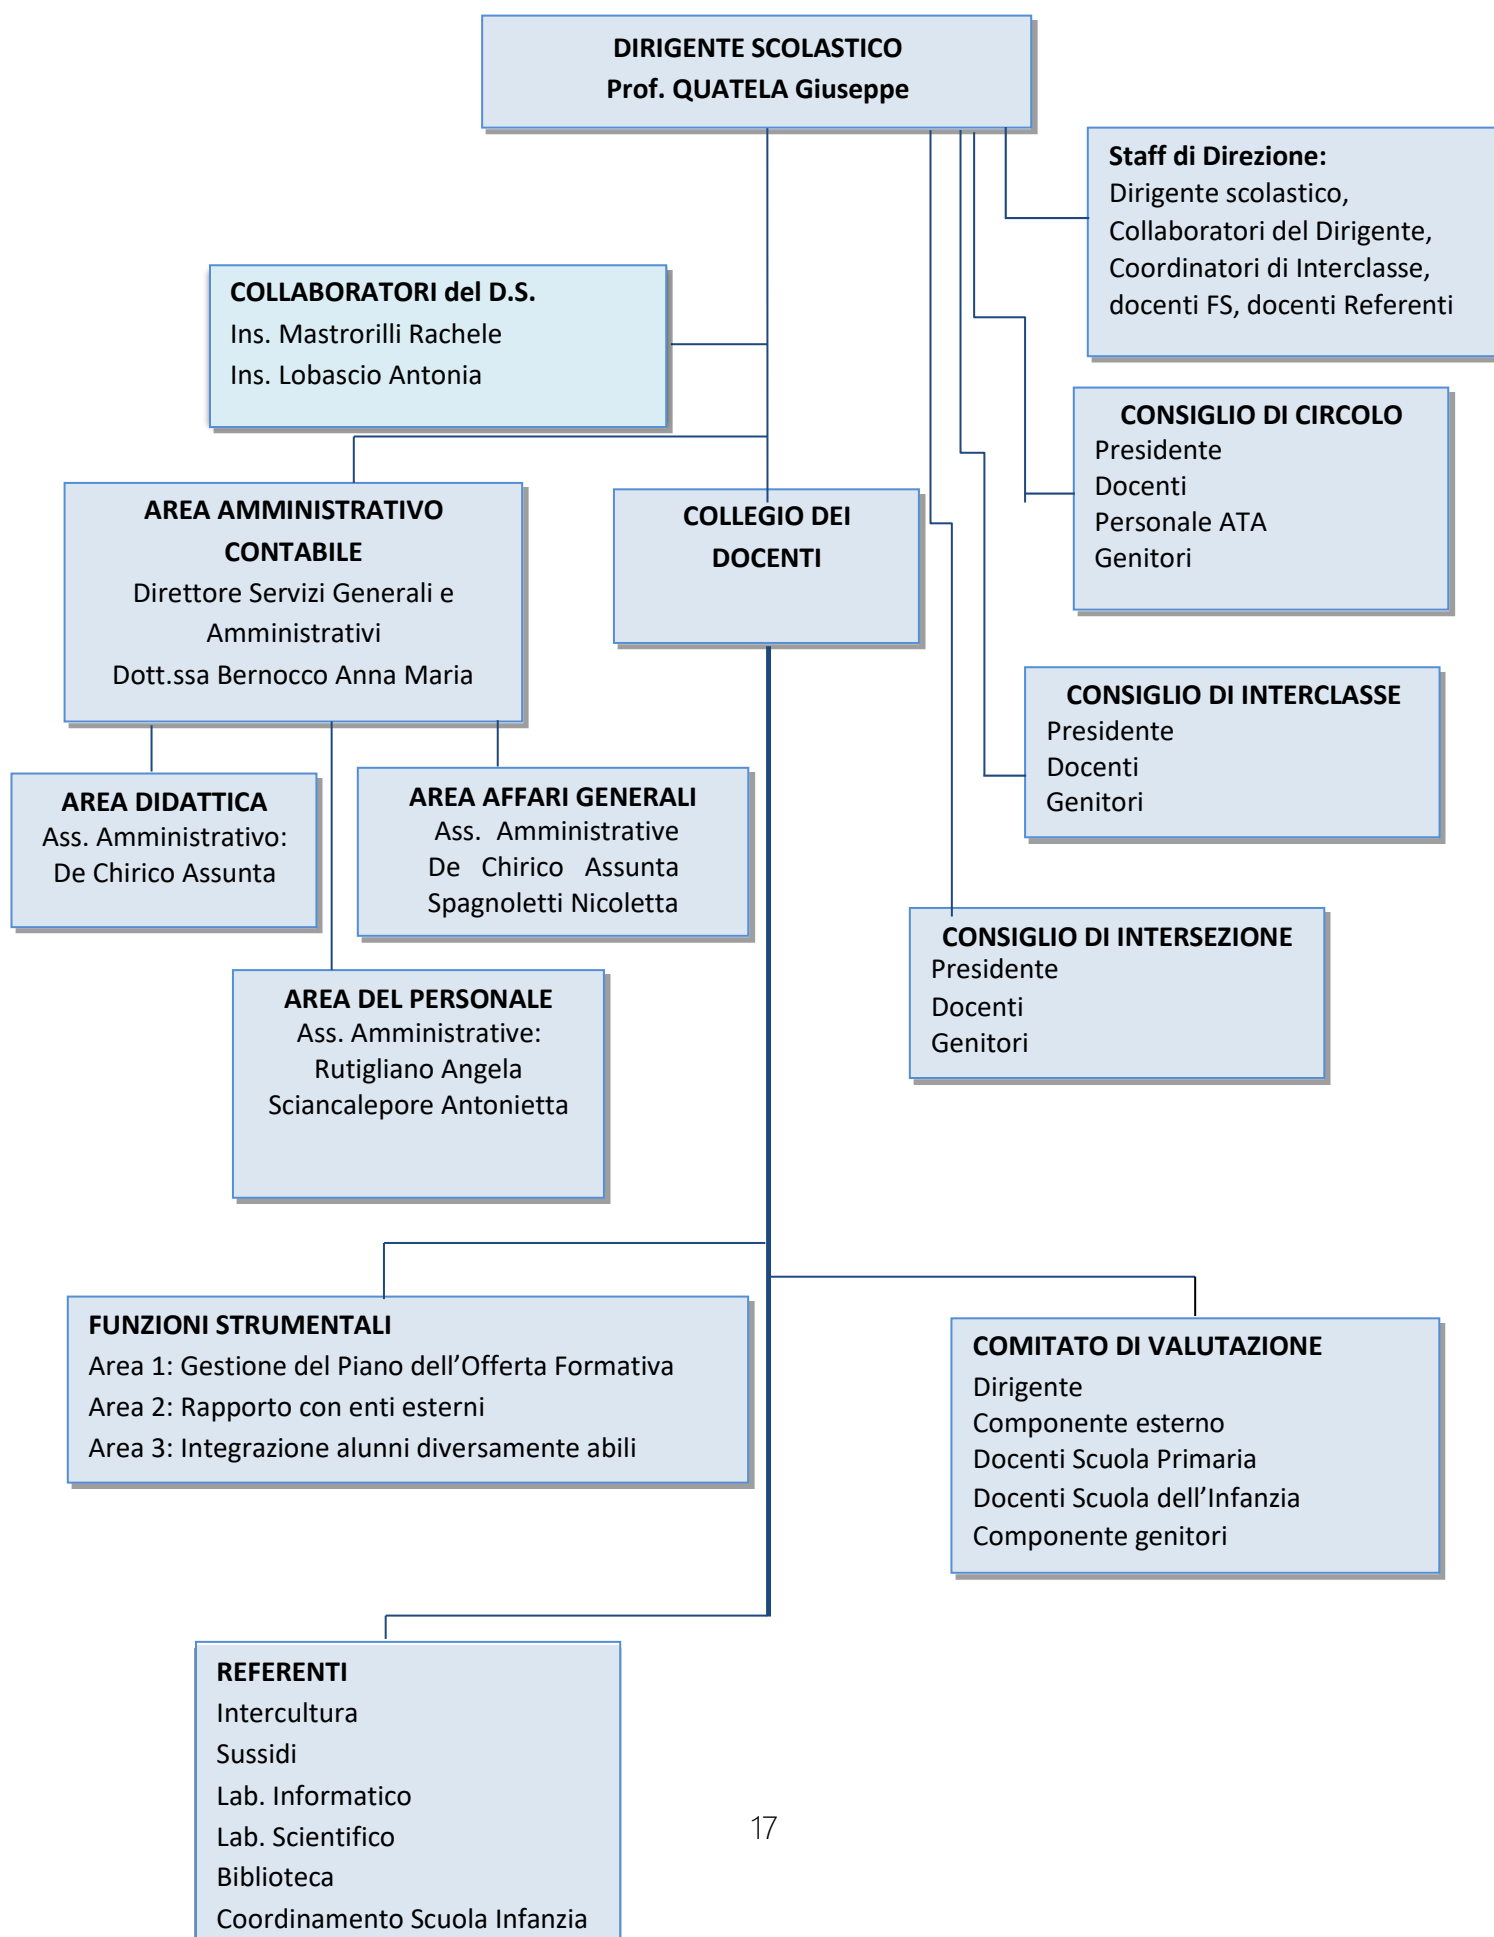 DIRIGENTE SCOLASTICO
Prof. QUATELA Giuseppe
Staff di Direzione:
Dirigente scolastico,
Collaboratori del Dirigente,
Coordinatori di Interclasse,
docenti FS, docenti Referenti
COLLABORATORI del D.S.
Ins. Mastrorilli Rachele
Ins. Lobascio Antonia
CONSIGLIO DI CIRCOLO
Presidente
Docenti
Personale ATA
Genitori
AREA AMMINISTRATIVO
CONTABILE
Direttore Servizi Generali e
Amministrativi
Dott.ssa Bernocco Anna Maria
COLLEGIO DEI
DOCENTI
CONSIGLIO DI INTERCLASSE
Presidente
Docenti
Genitori
AREA DIDATTICA
Ass. Amministrativo:
De Chirico Assunta
AREA AFFARI GENERALI
Ass. Amministrative
De Chirico Assunta
Spagnoletti Nicoletta
CONSIGLIO DI INTERSEZIONE
Presidente
Docenti
Genitori
AREA DEL PERSONALE
Ass. Amministrative:
Rutigliano Angela
Sciancalepore Antonietta
FUNZIONI STRUMENTALI
Area 1: Gestione del Piano dell’Offerta Formativa
Area 2: Rapporto con enti esterni
Area 3: Integrazione alunni diversamente abili
COMITATO DI VALUTAZIONE
Dirigente
Componente esterno
Docenti Scuola Primaria
Docenti Scuola dell’Infanzia
Componente genitori
REFERENTI
Intercultura
Sussidi
Lab. Informatico
Lab. Scientifico
Biblioteca
Coordinamento Scuola Infanzia
17